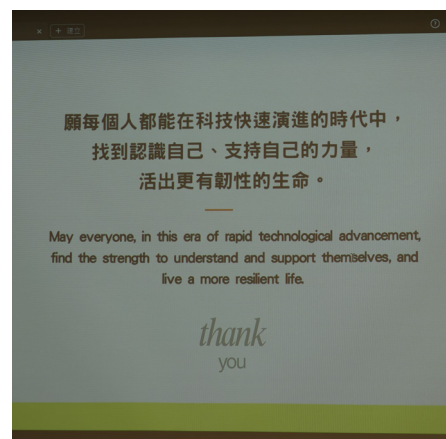 × + 建立
願每個人都能在科技快速演進的時代中，
找到認識自己、支持自己的力量，
活出更有韌性的生命。
May everyone, in this era of rapid technological advancement,
find the strength to understand and support themselves, and
live a more resilient life.
thank
you